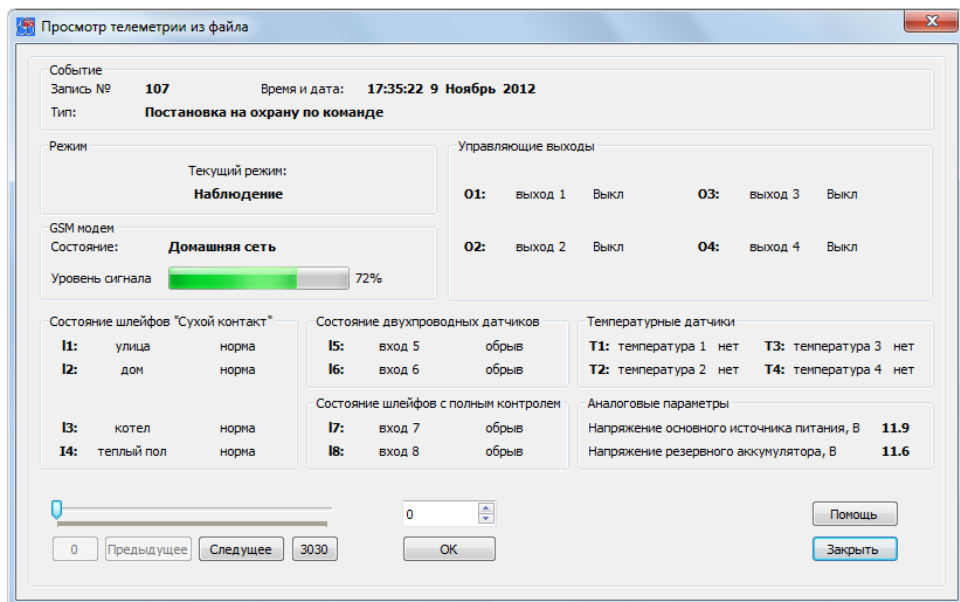 Просмотр телеметрии из файла
Событие
Запись № 107 Время и дата: 17:35:22 9 Ноябрь 2012
Тип: Постановка на охрану по команде
Режим
Текущий режим:
Наблюдение
Управляющие выходы
O1: выход 1 Выкл O3: выход 3 Выкл
O2: выход 2 Выкл O4: выход 4 Выкл
GSM модем
Состояние: Домашняя сеть
Уровень сигнала 72%
Состояние шлейфов "Сухой контакт"
I1: улица норма
I2: дом норма
I3: котел норма
I4: теплый пол норма
Состояние двухпроводных датчиков
I5: вход 5 обрыв
I6: вход 6 обрыв
Температурные датчики
T1: температура 1 нет T3: температура 3 нет
T2: температура 2 нет T4: температура 4 нет
Состояние шлейфов с полным контролем
I7: вход 7 обрыв
I8: вход 8 обрыв
Аналоговые параметры
Напряжение основного источника питания, В 11.9
Напряжение резервного аккумулятора, В 11.6
0 Помощь
0 Предыдущее Следущее 3030 OK Закрыть